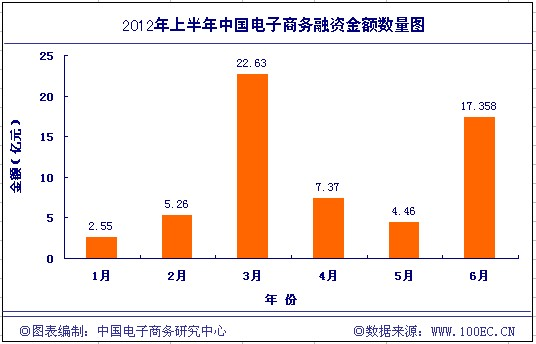 2012年上半年中国电子商务融资金额数量图
金额(亿元)
25
20
15
10
5
0
2.55
5.26
22.63
7.37
4.46
17.358
1月
2月
3月
4月
5月
6月
年 份
◎图表编制：中国电子商务研究中心
◎数据来源：WWW.100EC.CN